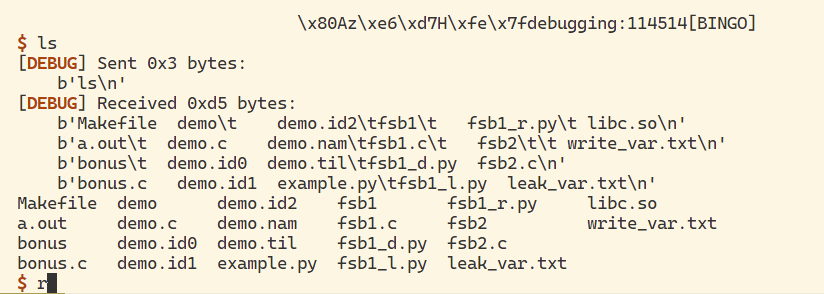 \x80Az\xe6\xd7H\xfe\x7fdebugging:114514[BINGO]
$ ls
[DEBUG] Sent 0x3 bytes:
    b'ls\n'
[DEBUG] Received 0xd5 bytes:
    b'Makefile  demo\t    demo.id2\tfsb1\t   fsb1_r.py\t libc.so\n'
    b'a.out\t  demo.c    demo.nam\tfsb1.c\t   fsb2\t\t write_var.txt\n'
    b'bonus\t  demo.id0  demo.til\tfsb1_d.py  fsb2.c\n'
    b'bonus.c   demo.id1  example.py\tfsb1_l.py  leak_var.txt\n'
Makefile  demo      demo.id2  fsb1       fsb1_r.py     libc.so
a.out     demo.c    demo.nam  fsb1.c     fsb2          write_var.txt
bonus     demo.id0  demo.til  fsb1_d.py  fsb2.c
bonus.c   demo.id1  example.py  fsb1_l.py  leak_var.txt
$ r